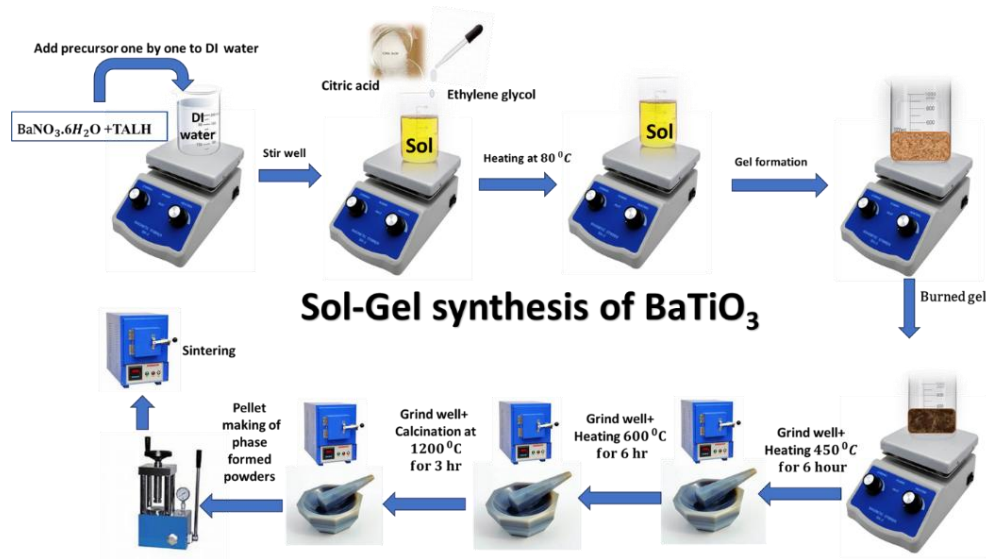 Add precursor one by one to DI water
BaNO₃.6H₂O +TALH
DI
water
Stir well
Citric acid
Ethylene glycol
Sol
Heating at 80 ⁰C
Sol
Gel formation
Burned gel
Sol-Gel synthesis of BaTiO₃
Grind well+
Heating 450⁰C
for 6 hour
Grind well+
Heating 600 ⁰C
for 6 hr
Grind well+
Calcination at
1200 ⁰C
for 3 hr
Pellet
making of
phase
formed
powders
Sintering